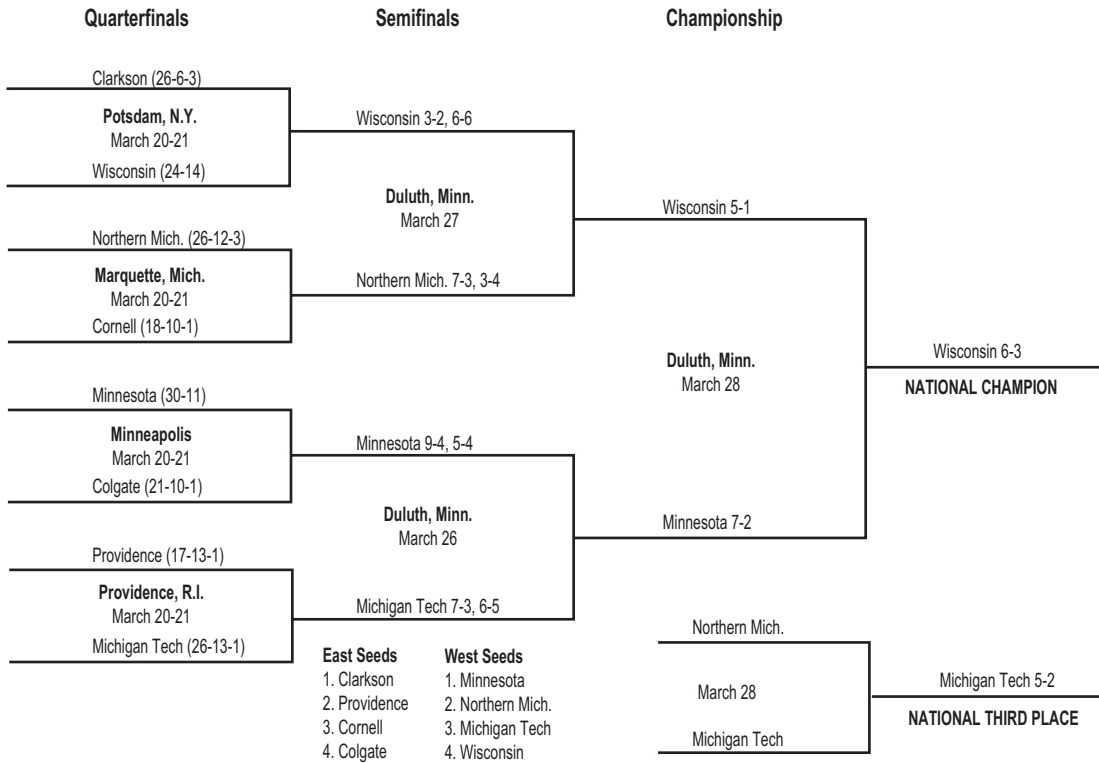 Quarterfinals
Semifinals
Championship
Clarkson (26-6-3)
Potsdam, N.Y.
March 20-21
Wisconsin (24-14)
Northern Mich. (26-12-3)
Marquette, Mich.
March 20-21
Cornell (18-10-1)
Minnesota (30-11)
Minneapolis
March 20-21
Colgate (21-10-1)
Providence (17-13-1)
Providence, R.I.
March 20-21
Michigan Tech (26-13-1)
Wisconsin 3-2, 6-6
Duluth, Minn.
March 27
Northern Mich. 7-3, 3-4
Minnesota 9-4, 5-4
Duluth, Minn.
March 26
Michigan Tech 7-3, 6-5
East Seeds
1. Clarkson
2. Providence
3. Cornell
4. Colgate
West Seeds
1. Minnesota
2. Northern Mich.
3. Michigan Tech
4. Wisconsin
Wisconsin 5-1
Duluth, Minn.
March 28
Minnesota 7-2
Wisconsin 6-3
NATIONAL CHAMPION
Northern Mich.
March 28
Michigan Tech
Michigan Tech 5-2
NATIONAL THIRD PLACE